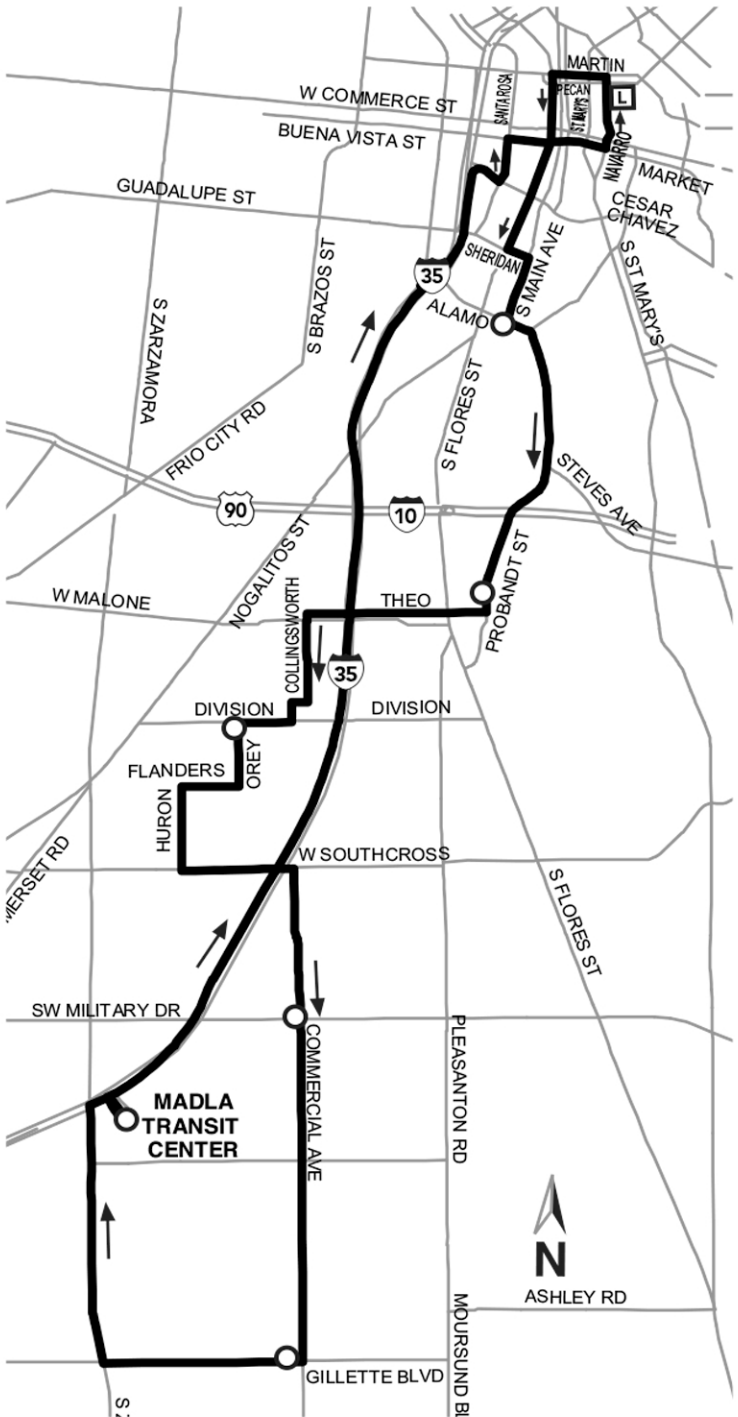 MARTIN
PECAN
ST MARY'S
SANTA ROSA
L
W COMMERCE ST
BUENA VISTA ST
NAVARRO
MARKET
GUADALUPE ST
CESAR
CHAVEZ
S BRAZOS ST
SHERIDAN
S MAIN AVE
S ST MARY'S
35
ALAMO
S ZARZAMORA
S FLORES ST
FRIO CITY RD
STEVES AVE
90
10
NOGALITOS ST
PROBANDT ST
W MALONE
COLLINGSWORTH
THEO
35
DIVISION
DIVISION
OREY
FLANDERS
HURON
W SOUTHCROSS
MERSET RD
S FLORES ST
SW MILITARY DR
COMMERCIAL AVE
PLEASANTON RD
MADLA
TRANSIT
CENTER
N
ASHLEY RD
MOURSUND BL
GILLETTE BLVD
S Z